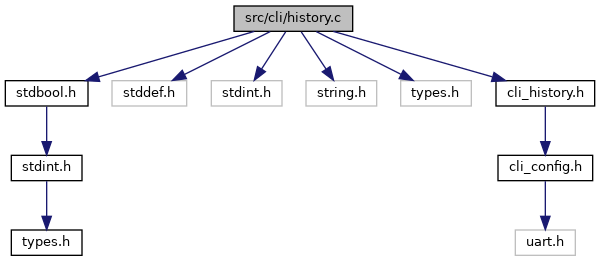 src/cli/history.c
stdbool.h
stddef.h
stdint.h
string.h
types.h
cli_history.h
stdint.h
cli_config.h
types.h
uart.h